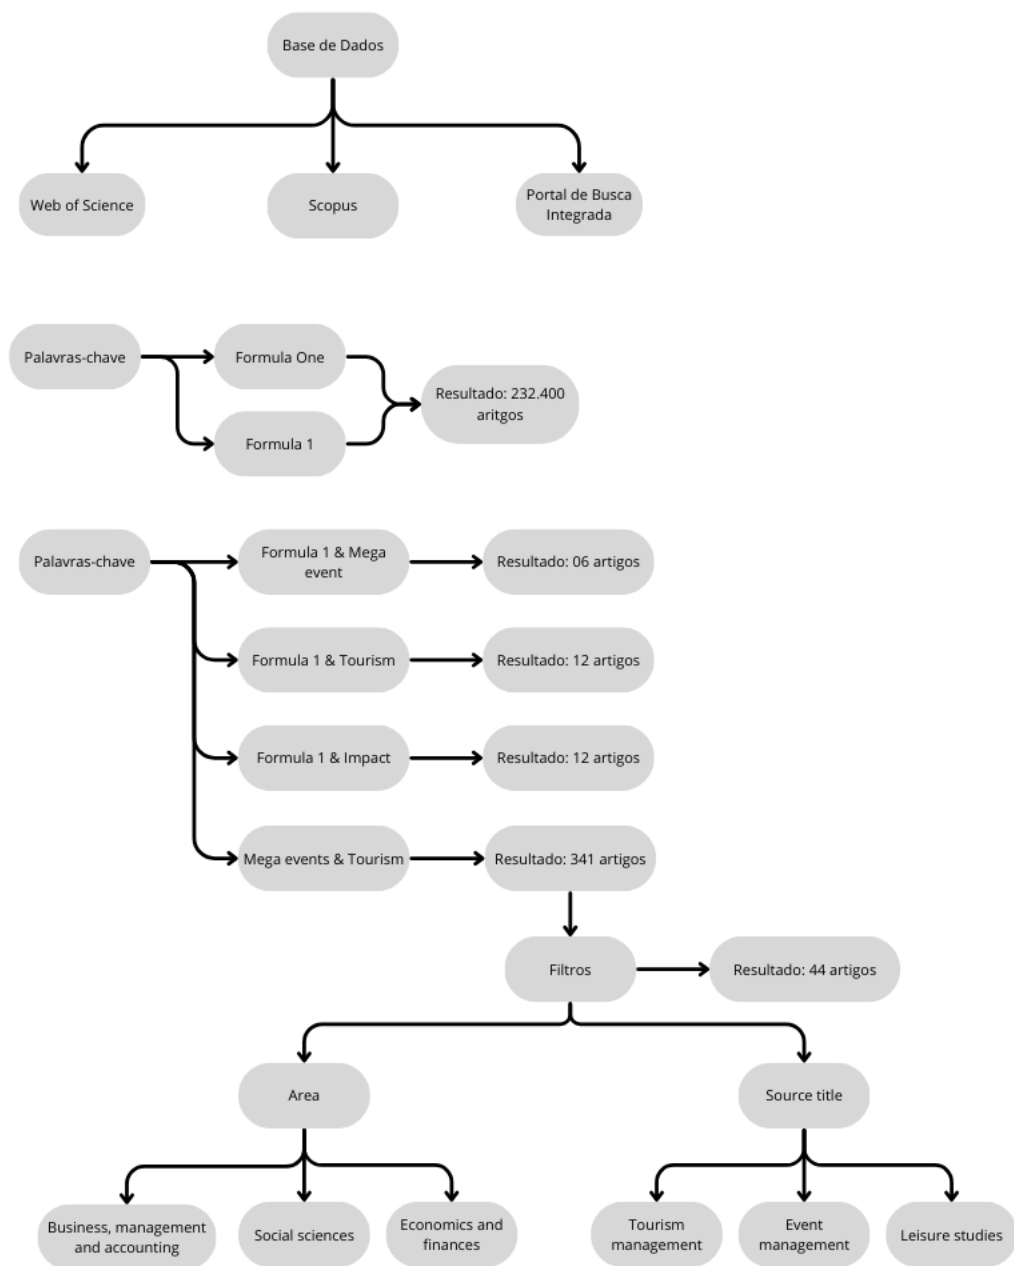 Base de Dados
Web of Science
Scopus
Portal de Busca
Integrada
Palavras-chave
Formula One
Formula 1
Resultado: 232.400
aritgos
Palavras-chave
Formula 1 & Mega
event
Resultado: 06 artigos
Formula 1 & Tourism
Resultado: 12 artigos
Formula 1 & Impact
Resultado: 12 artigos
Mega events & Tourism
Resultado: 341 artigos
Filtros
Resultado: 44 artigos
Area
Source title
Business, management
and accounting
Social sciences
Economics and
finances
Tourism
management
Event
management
Leisure studies